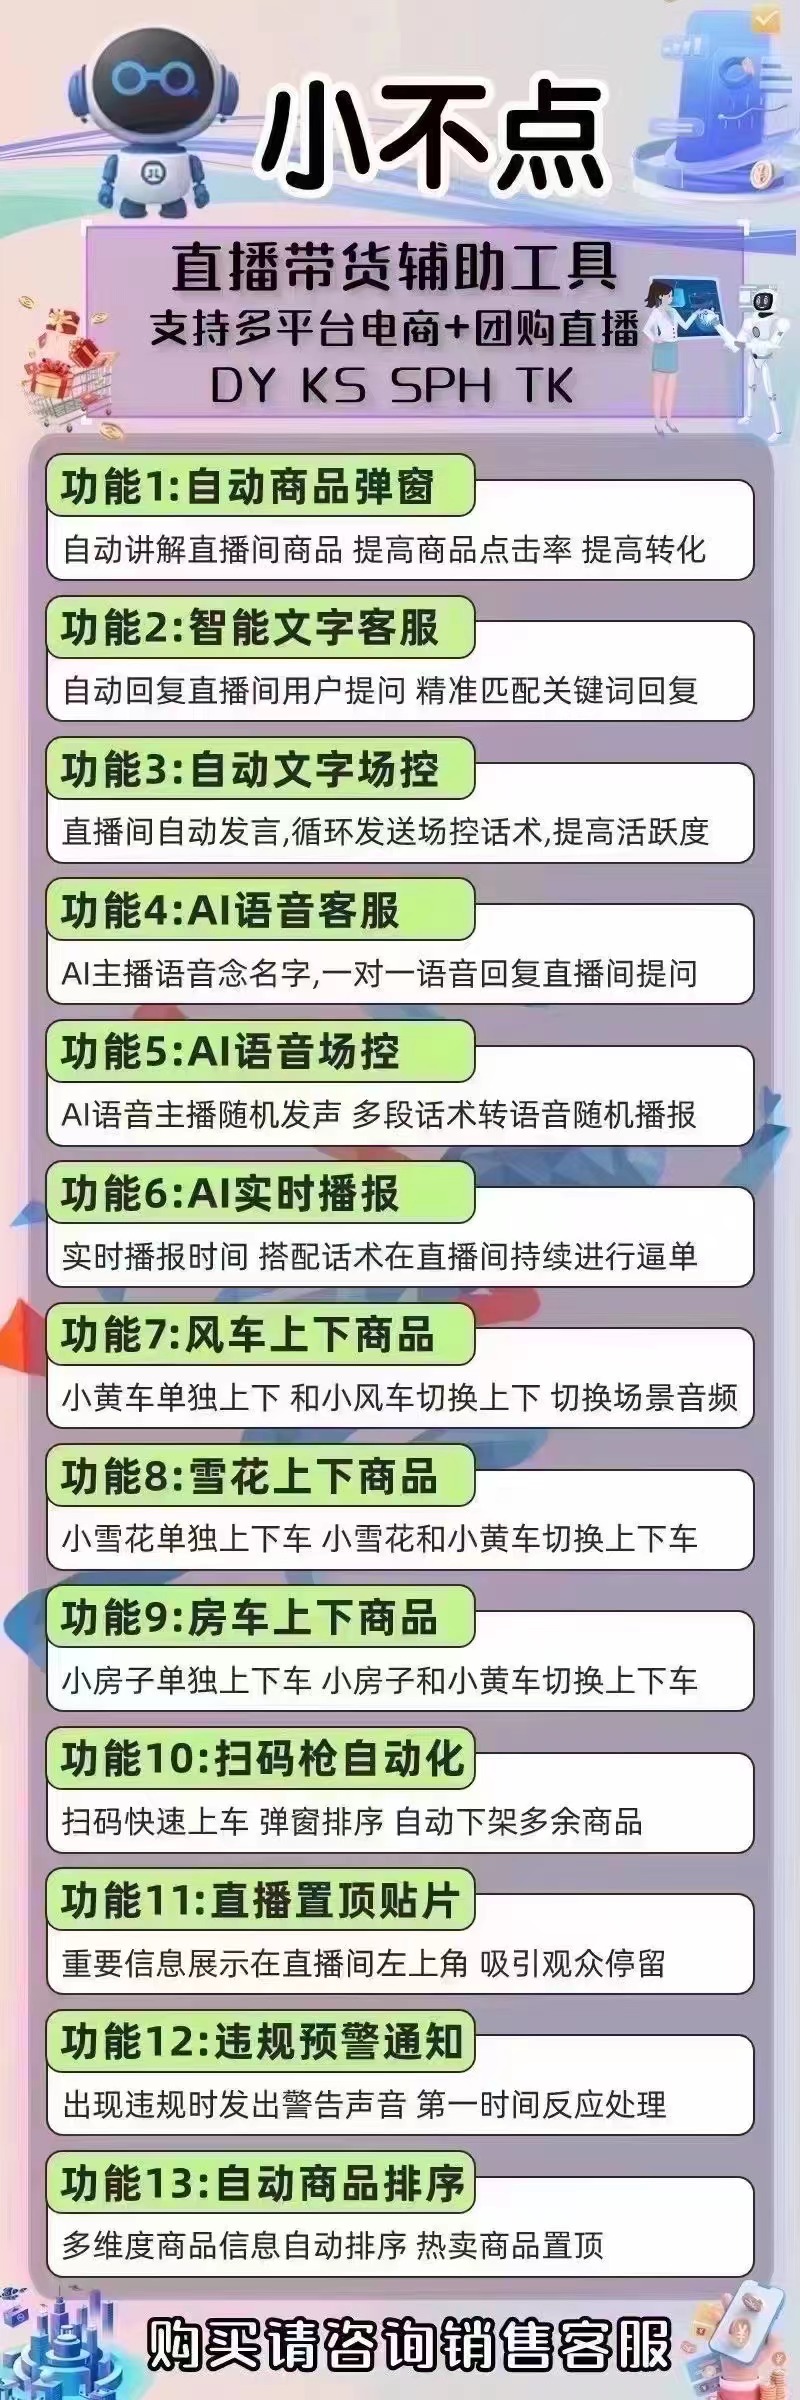 小不点
直播带货辅助工具
支持多平台电商+团购直播
DY KS SPH TK
功能1:自动商品弹窗
自动讲解直播间商品 提高商品点击率 提高转化
功能2:智能文字客服
自动回复直播间用户提问 精准匹配关键词回复
功能3:自动文字场控
直播间自动发言,循环发送场控话术,提高活跃度
功能4:AI语音客服
AI主播语音念名字,一对一语音回复直播间提问
功能5:AI语音场控
AI语音主播随机发声 多段话术转语音随机播报
功能6:AI实时播报
实时播报时间 搭配话术在直播间持续进行逼单
功能7:风车上下商品
小黄车单独上下 和小风车切换上下 切换场景音频
功能8:雪花上下商品
小雪花单独上下车 小雪花和小黄车切换上下车
功能9:房车上下商品
小房子单独上下车 小房子和小黄车切换上下车
功能10:扫码枪自动化
扫码快速上车 弹窗排序 自动下架多余商品
功能11:直播置顶贴片
重要信息展示在直播间左上角 吸引观众停留
功能12:违规预警通知
出现违规时发出警告声音 第一时间反应处理
功能13:自动商品排序
多维度商品信息自动排序 热卖商品置顶
购买请咨询销售客服